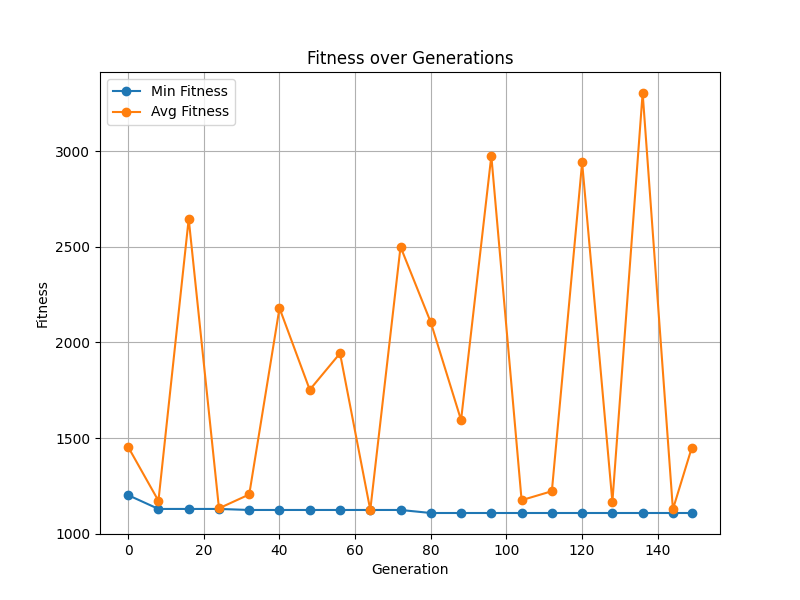 Fitness over Generations
Min Fitness
Avg Fitness
3000
2500
2000
1500
1000
Fitness
0 20 40 60 80 100 120 140
Generation